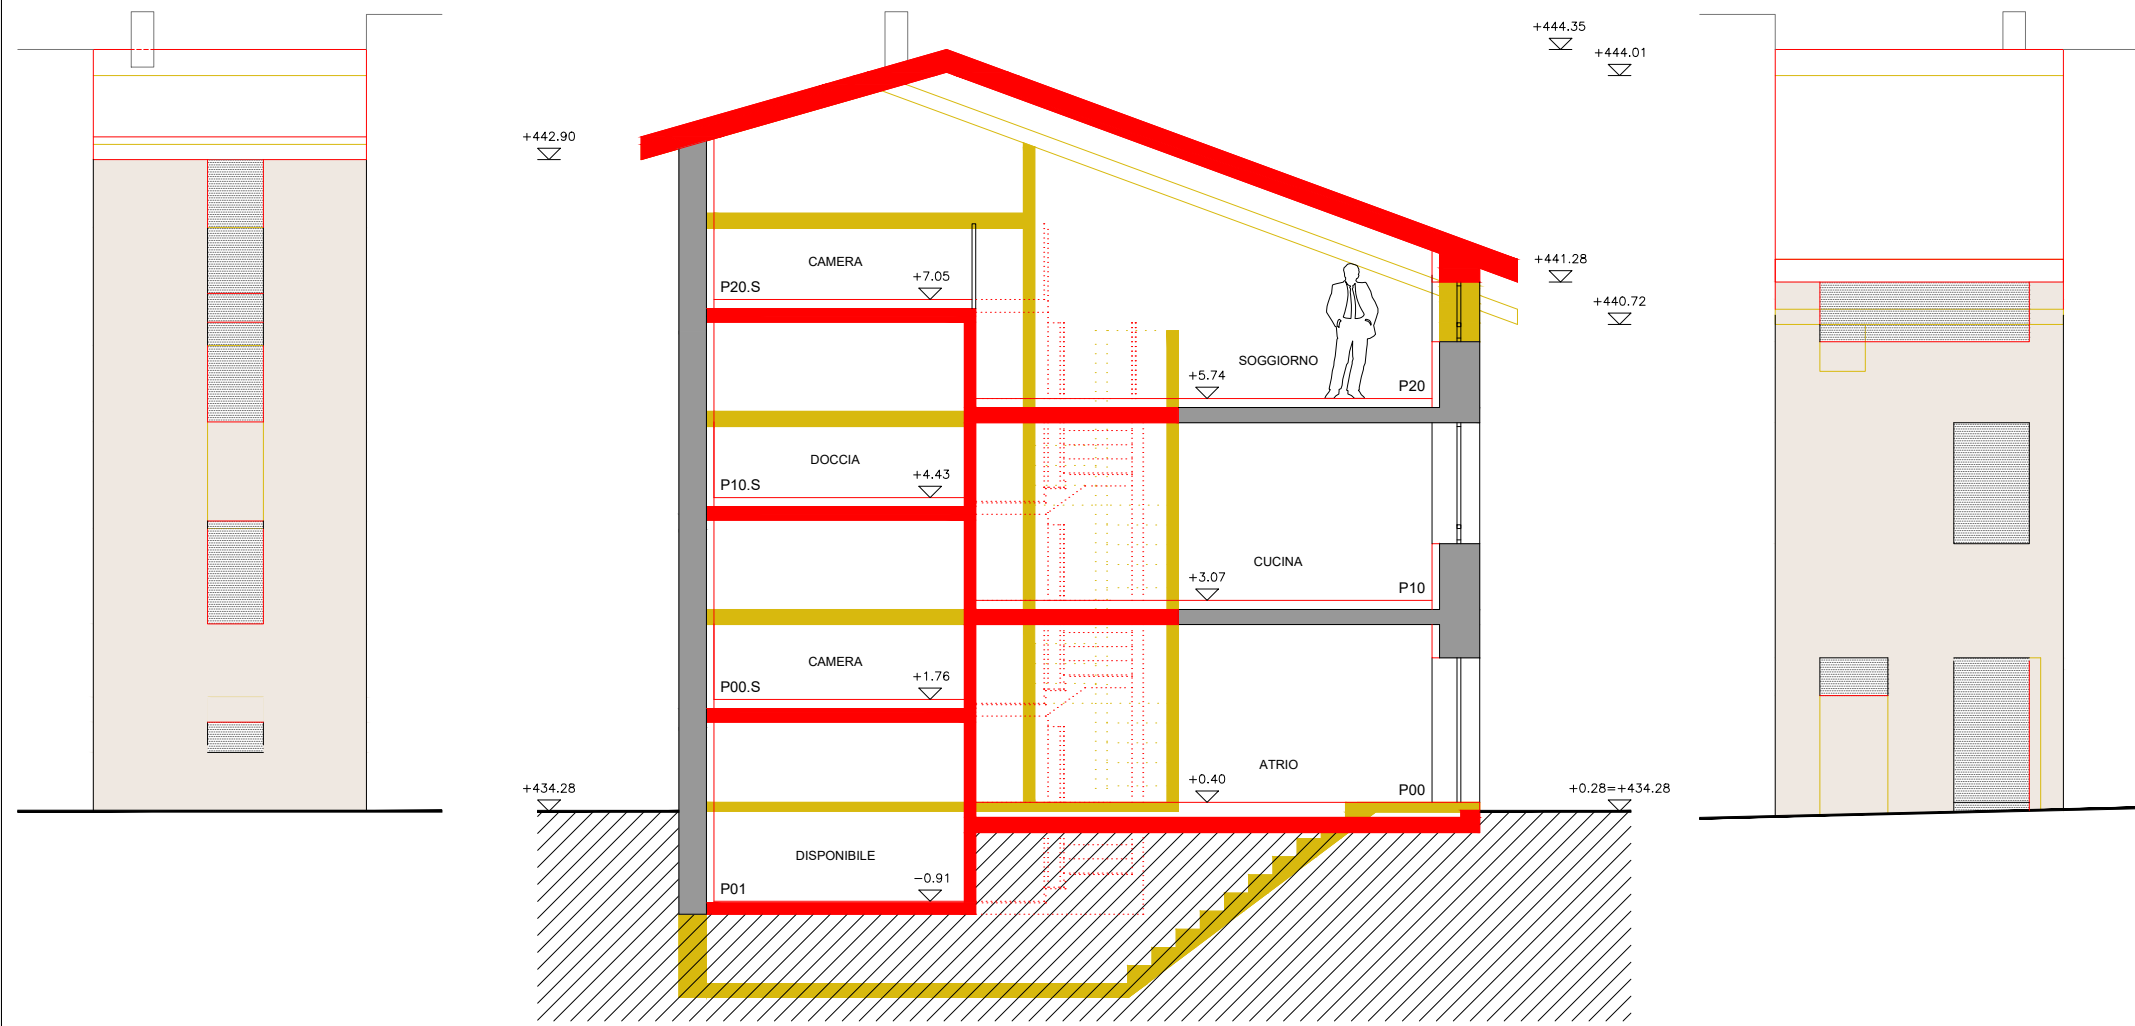 +444.35
+444.01
+442.90
CAMERA
+7.05
P20.S
+441.28
+440.72
SOGGIORNO
+5.74
P20
DOCCIA
+4.43
P10.S
CUCINA
+3.07
P10
CAMERA
+1.76
P00.S
ATRIO
+0.40
P00
+434.28
+0.28=+434.28
DISPONIBILE
−0.91
P01